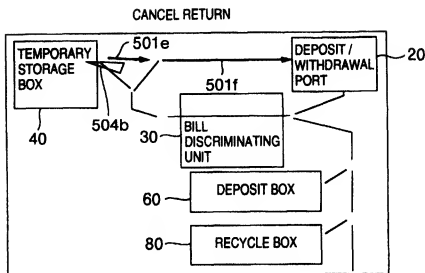 CANCEL RETURN
501e
TEMPORARY
STORAGE
BOX
DEPOSIT /
WITHDRAWAL
PORT
20
504b
501f
40
30
BILL
DISCRIMINATING
UNIT
60
DEPOSIT BOX
80
RECYCLE BOX